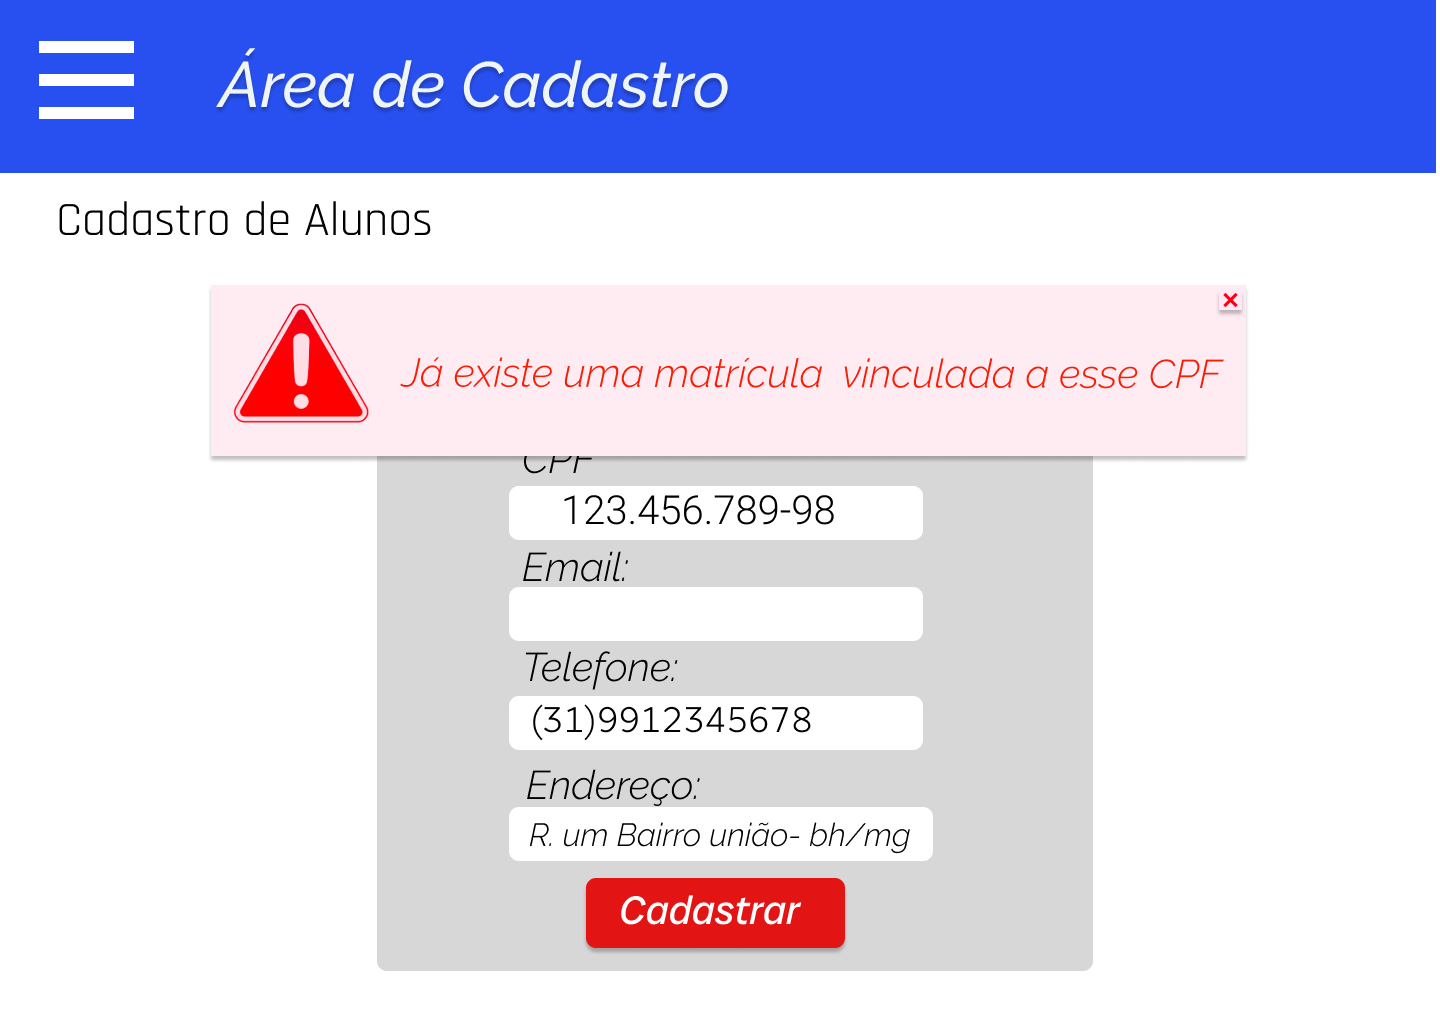 Área de Cadastro
Cadastro de Alunos
Já existe uma matrícula vinculada a esse CPF
CPF
123.456.789-98
Email:
Telefone:
(31)9912345678
Endereço:
R. um Bairro união- bh/mg
Cadastrar